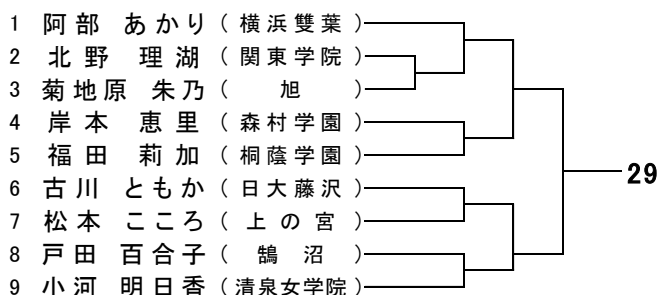 1 阿部 あかり ( 横浜雙葉 )
2 北野 理湖 ( 関東学院 )
3 菊地原 朱乃 ( 旭 )
4 岸本 恵里 ( 森村学園 )
5 福田 莉加 ( 桐蔭学園 )
6 古川 ともか ( 日大藤沢 )
7 松本 こころ ( 上の宮 )
8 戸田 百合子 ( 鵠沼 )
9 小河 明日香 ( 清泉女学院 )
29